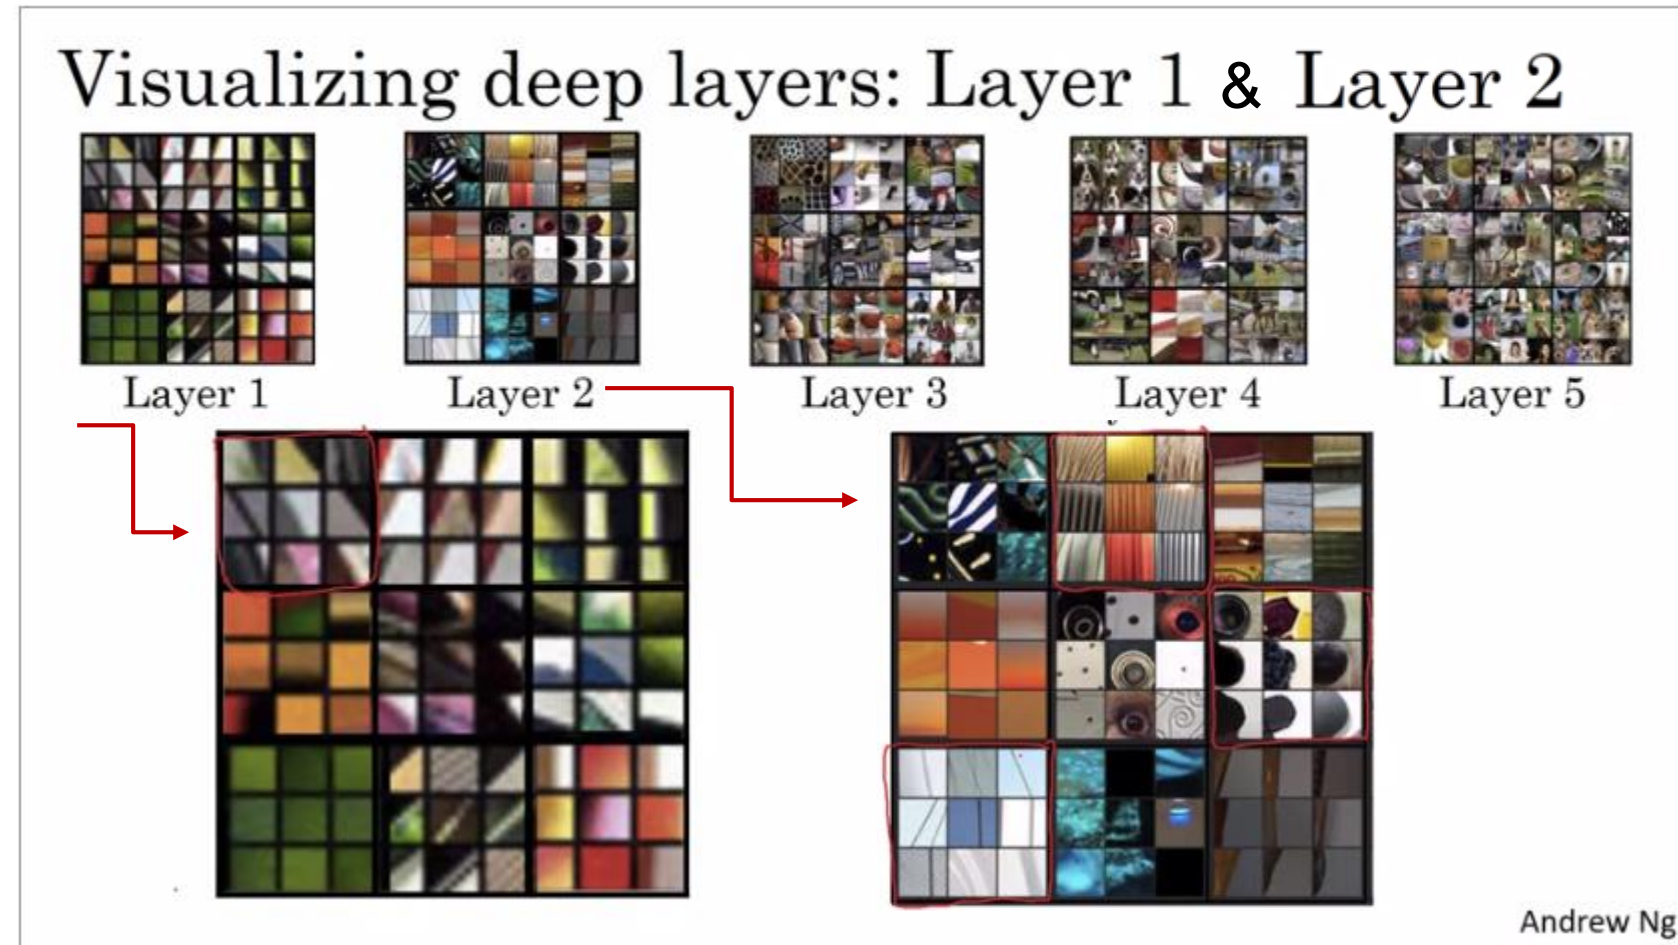 Visualizing deep layers: Layer 1 & Layer 2
Layer 1
Layer 2
Layer 3
Layer 4
Layer 5
Andrew Ng